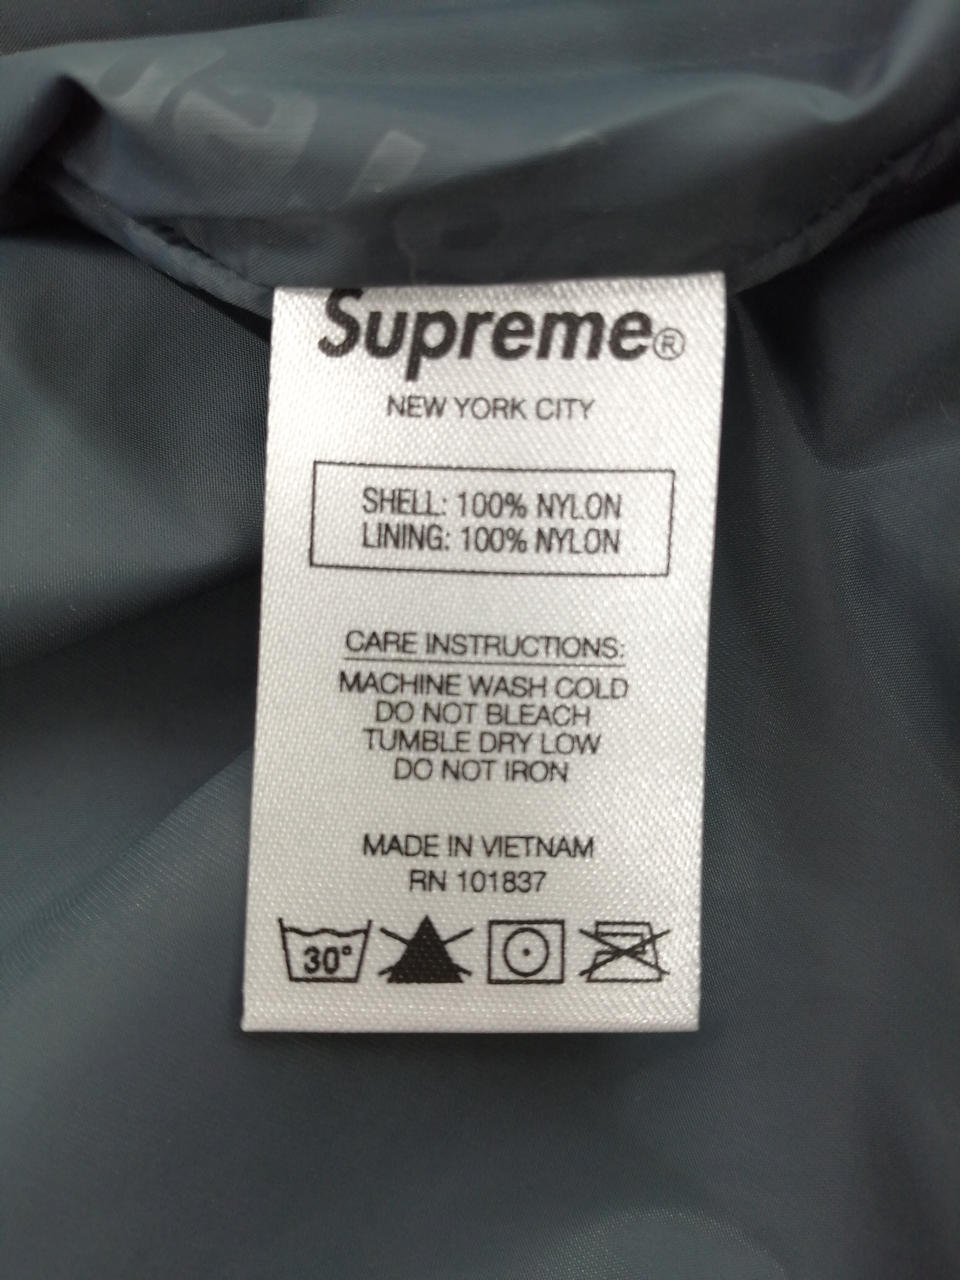 Supreme®
NEW YORK CITY
SHELL: 100% NYLON
LINING: 100% NYLON
CARE INSTRUCTIONS:
MACHINE WASH COLD
DO NOT BLEACH
TUMBLE DRY LOW
DO NOT IRON
MADE IN VIETNAM
RN 101837
30°